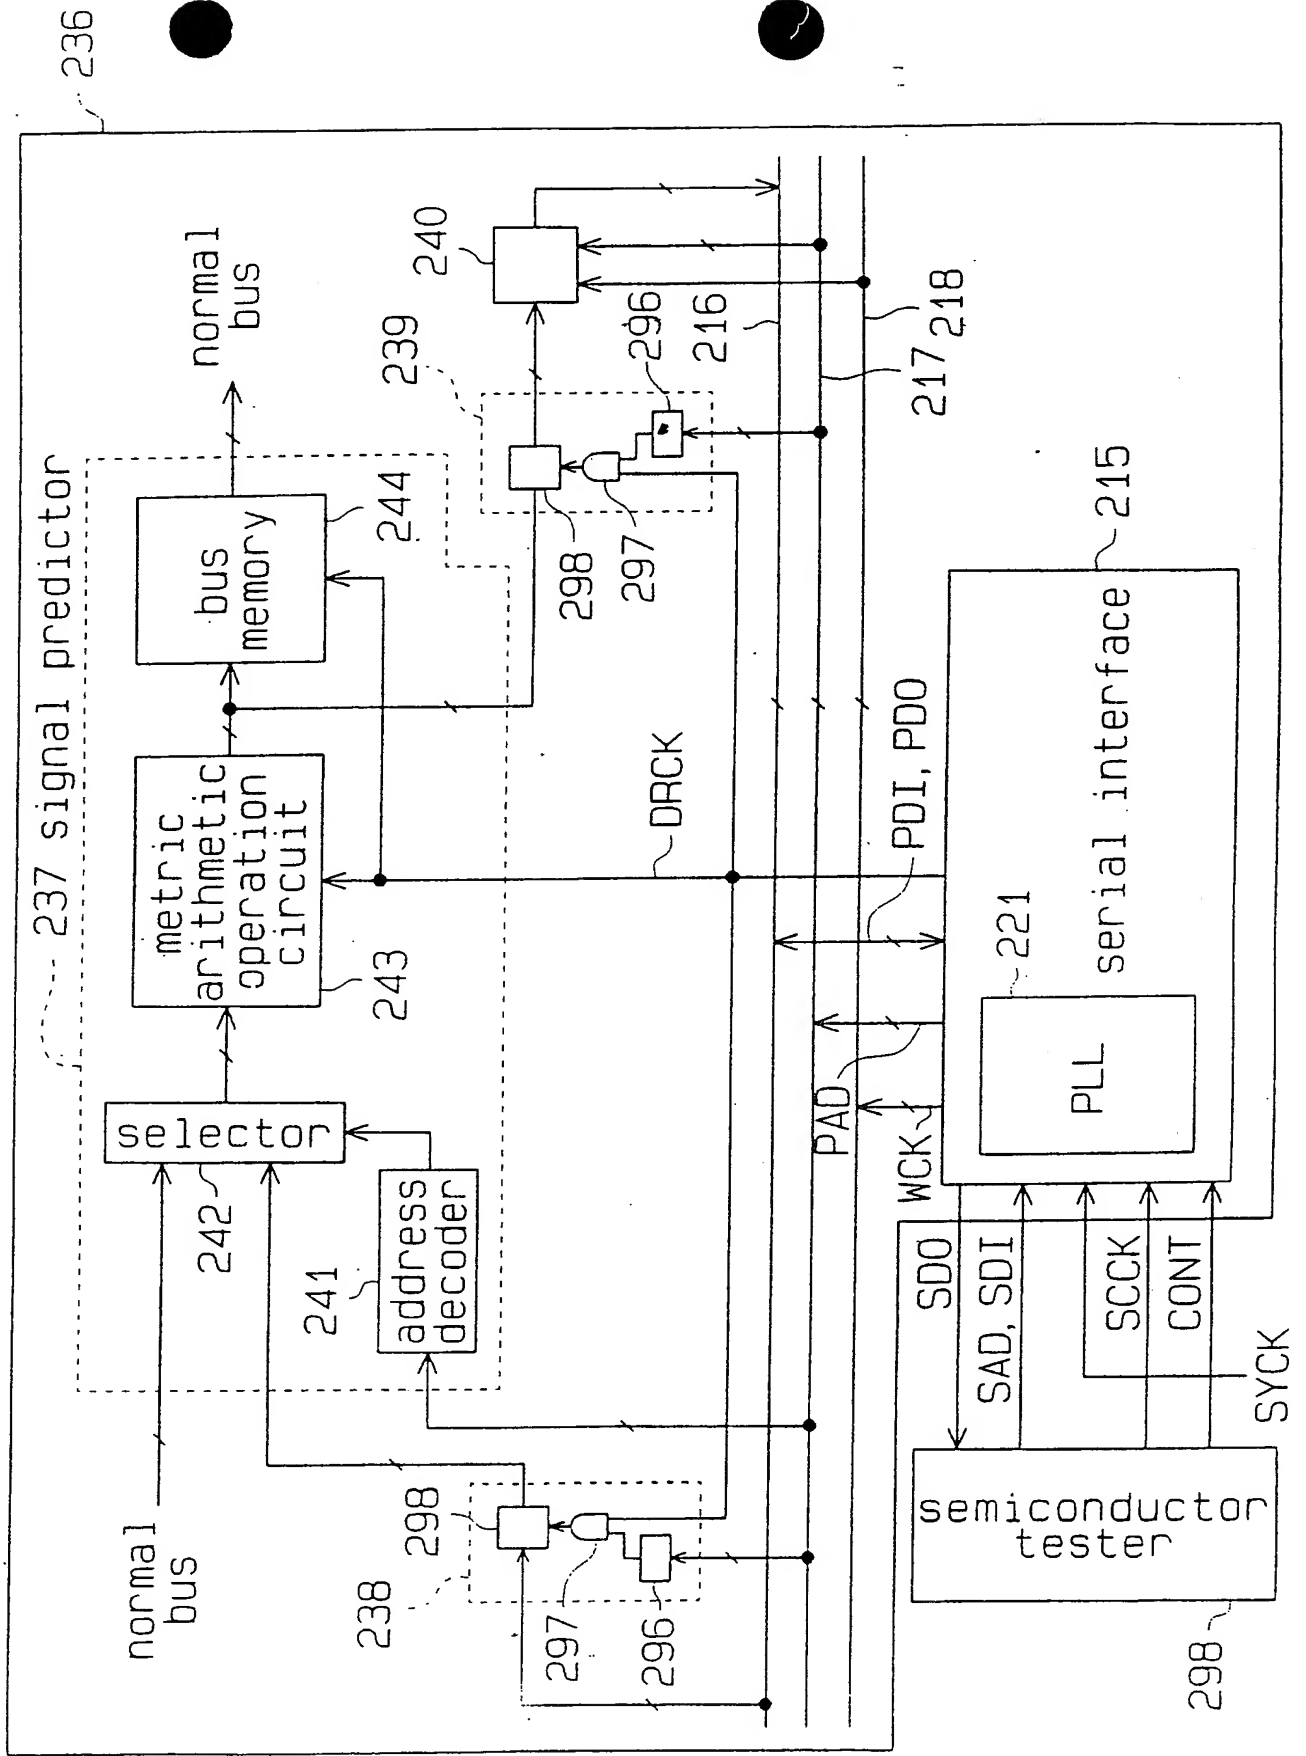 236
237 signal predictor
normal
bus
selector
242
241
address
decoder
metric
arithmetic
operation
circuit
243
bus
memory
244
normal
bus
238
298
297
296
DRCK
239
298
297
296
240
216
217
218
PDI, PDO
PAD
WCK
215
serial interface
221
PLL
SDO
SAD, SDI
SCCK
CONT
SYCK
semiconductor
tester
298